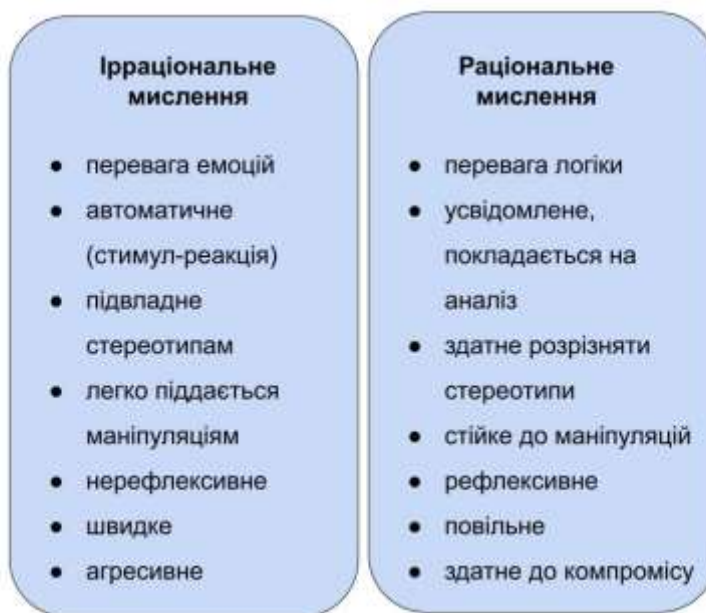 Ірраціональне
мислення
● перевага емоцій
● автоматичне
(стимул-реакція)
● підвладне
стереотипам
● легко піддається
маніпуляціям
● нерефлексивне
● швидке
● агресивне
Раціональне
мислення
● перевага логіки
● усвідомлене,
покладається на
аналіз
● здатне розрізняти
стереотипи
● стійке до маніпуляцій
● рефлексивне
● повільне
● здатне до компромісу